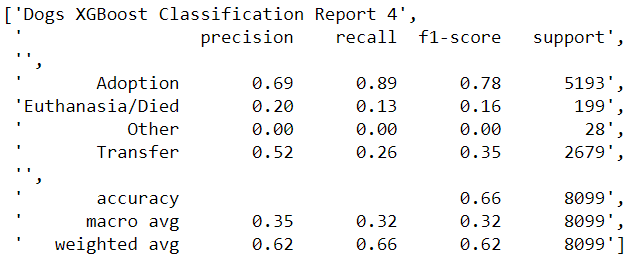 ['Dogs XGBoost Classification Report 4',
'                  precision    recall  f1-score   support',
'',
'        Adoption       0.69      0.89      0.78      5193',
'Euthanasia/Died       0.20      0.13      0.16       199',
'           Other       0.00      0.00      0.00        28',
'        Transfer       0.52      0.26      0.35      2679',
'',
'      accuracy                           0.66      8099',
'       macro avg       0.35      0.32      0.32      8099',
'    weighted avg       0.62      0.66      0.62      8099']